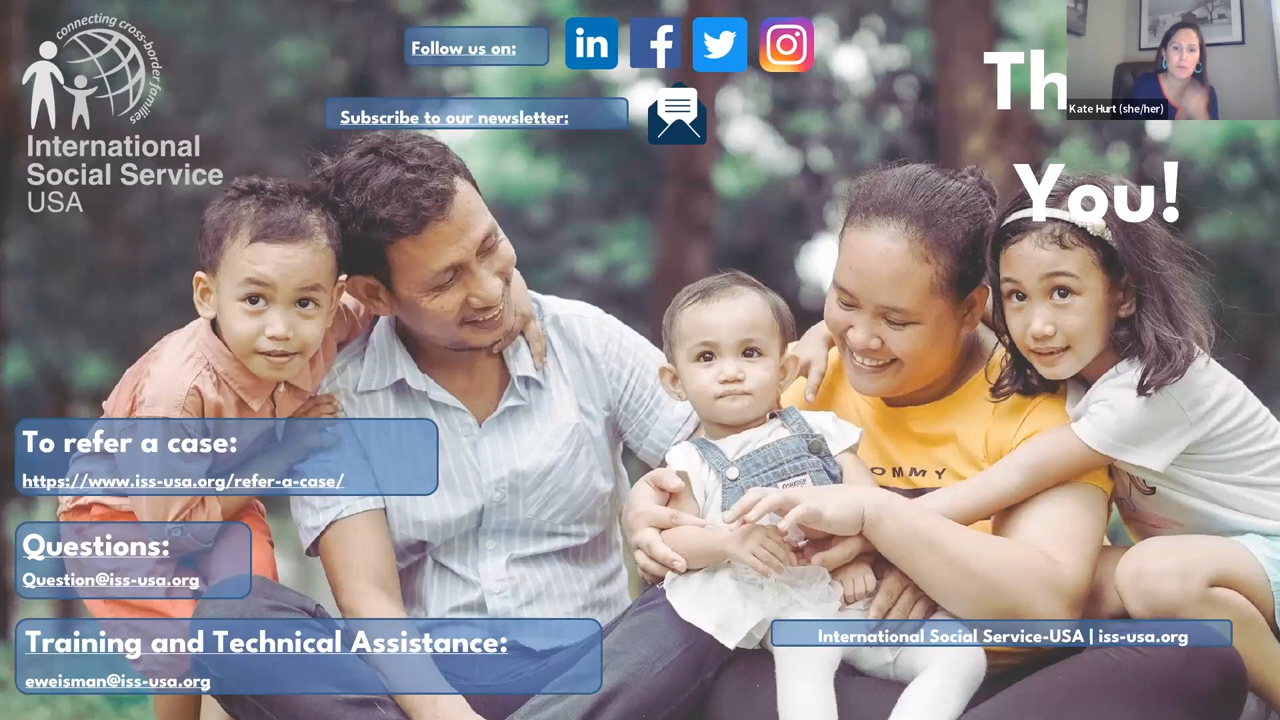 connecting cross-border families
International
Social Service
USA
Follow us on:
in
f
Subscribe to our newsletter:
Th
Kate Hurt (she/her)
You!
OMMY
To refer a case:
https://www.iss-usa.org/refer-a-case/
Questions:
Question@iss-usa.org
Training and Technical Assistance:
eweisman@iss-usa.org
International Social Service-USA | iss-usa.org